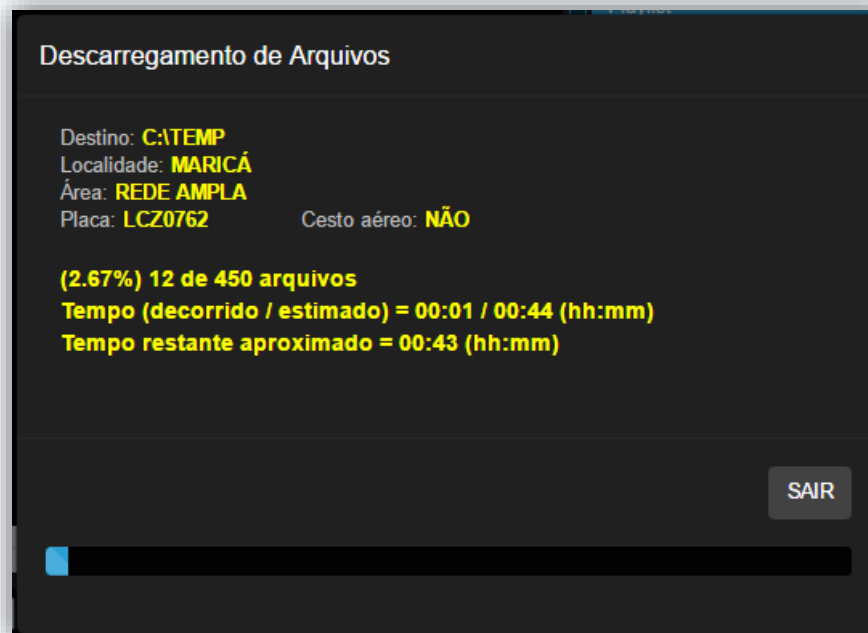 Descarregamento de Arquivos
Destino: C:\TEMP
Localidade: MARICÁ
Área: REDE AMPLA
Placa: LCZ0762 Cesto aéreo: NÃO
(2.67%) 12 de 450 arquivos
Tempo (decorrido / estimado) = 00:01 / 00:44 (hh:mm)
Tempo restante aproximado = 00:43 (hh:mm)
SAIR